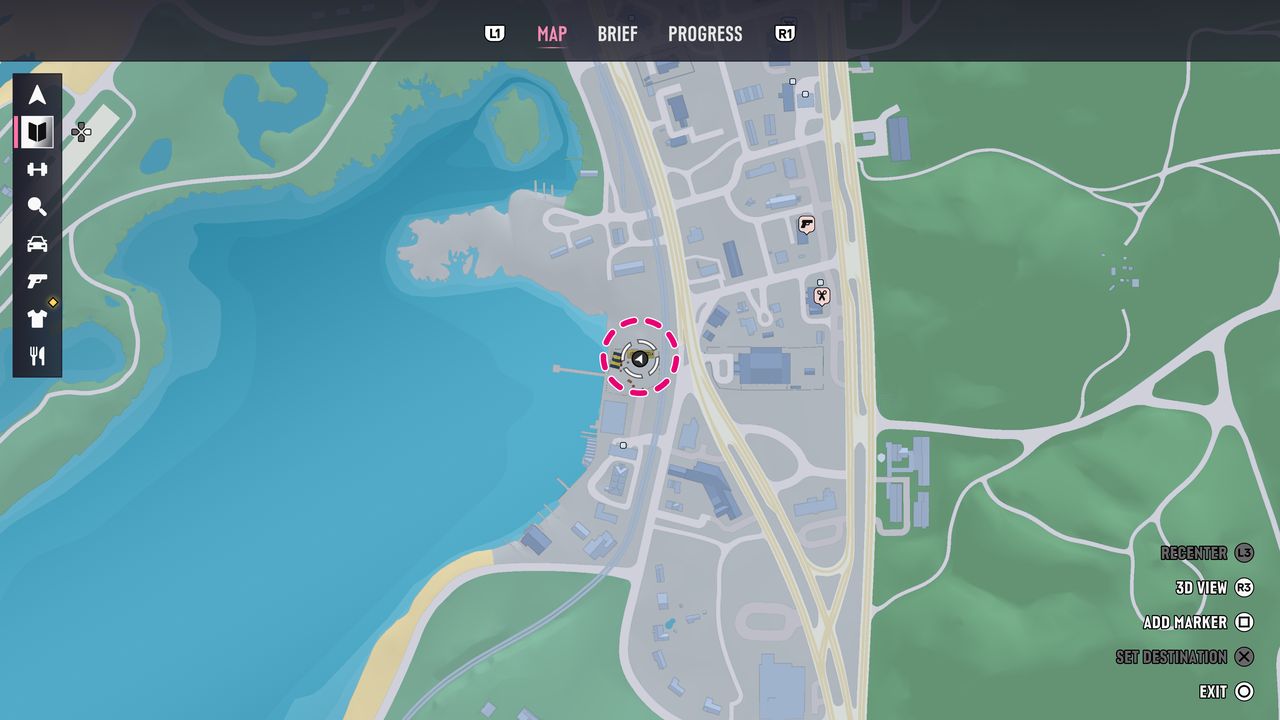 L1 MAP BRIEF PROGRESS R1
RECENTER L3
3D VIEW R3
ADD MARKER
SET DESTINATION
EXIT